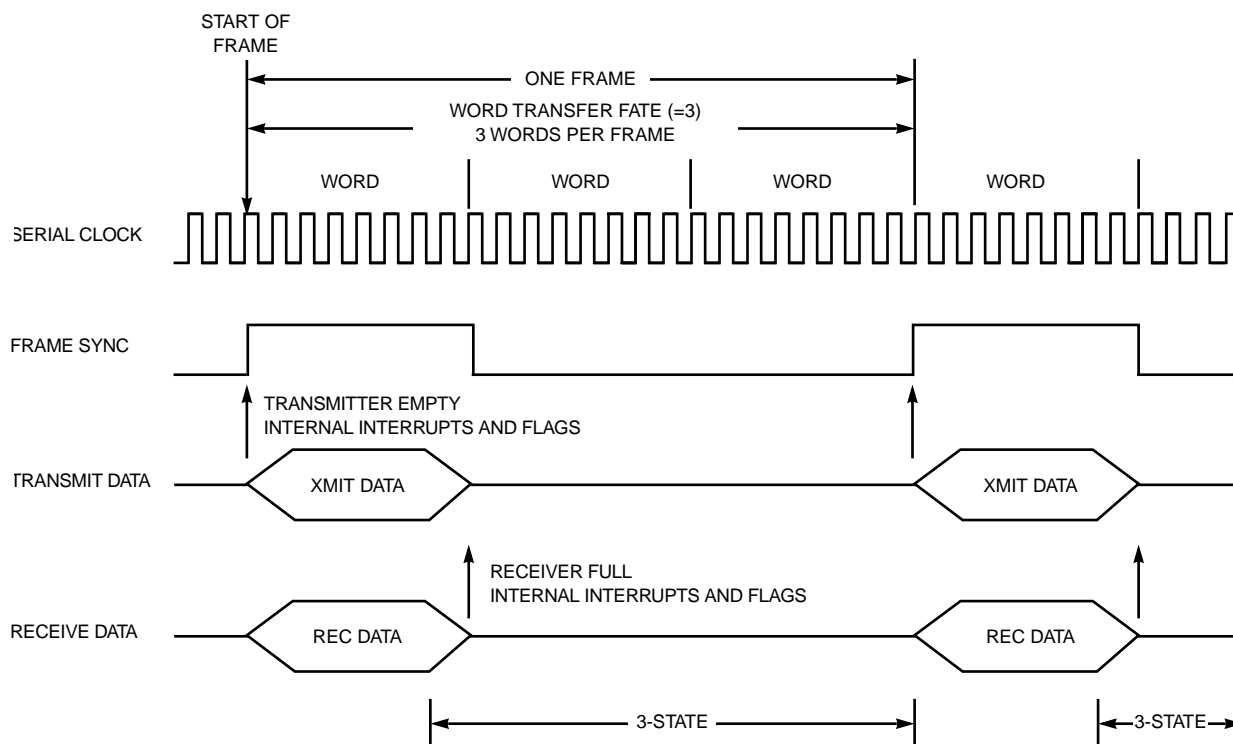 START OF
FRAME
ONE FRAME
WORD TRANSFER FATE (=3)
3 WORDS PER FRAME
WORD WORD WORD WORD
SERIAL CLOCK
FRAME SYNC
TRANSMITTER EMPTY
INTERNAL INTERRUPTS AND FLAGS
TRANSMIT DATA
XMIT DATA XMIT DATA
RECEIVER FULL
INTERNAL INTERRUPTS AND FLAGS
RECEIVE DATA
REC DATA REC DATA
3-STATE 3-STATE